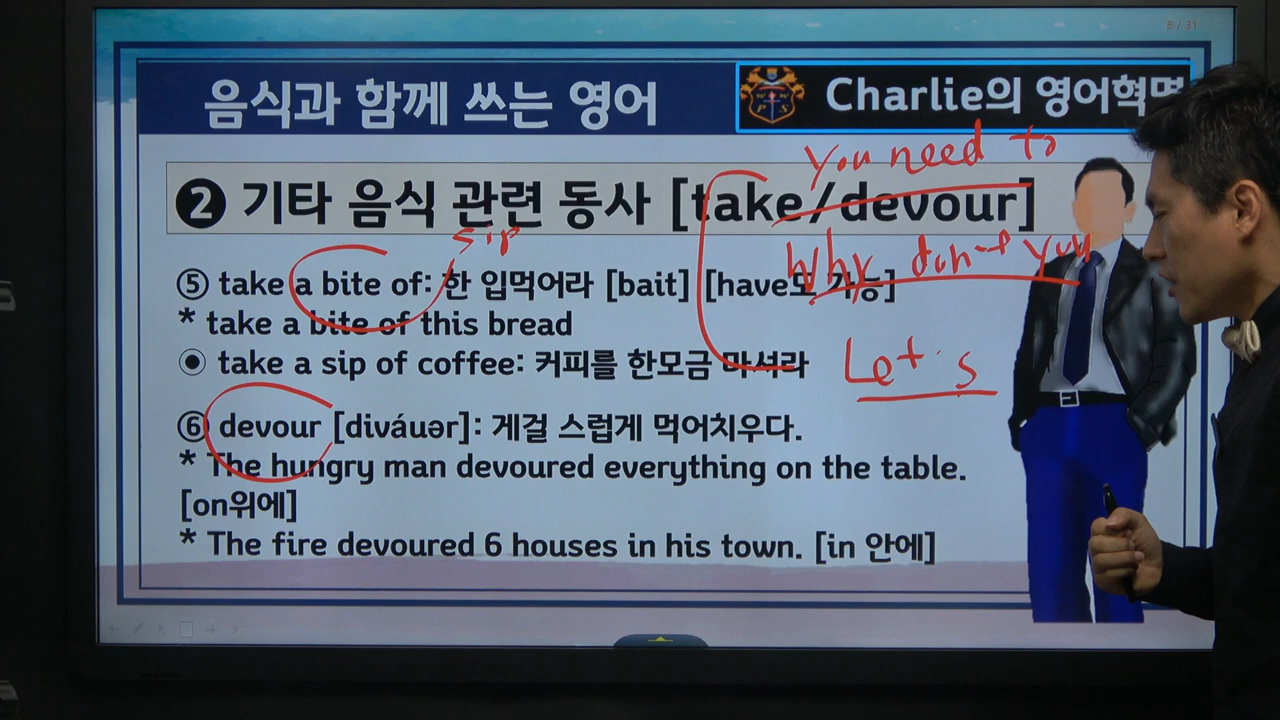 8 / 31
음식과 함께 쓰는 영어
Charlie의 영어혁명
You need to
❷ 기타 음식 관련 동사 [take/devour]
sip
Why don't you
⑤ take a bite of: 한 입먹어라 [bait] [have도 가능]
* take a bite of this bread
◉ take a sip of coffee: 커피를 한모금 마셔라
Let's
⑥ devour [diváuər]: 게걸 스럽게 먹어치우다.
* The hungry man devoured everything on the table.
[on위에]
* The fire devoured 6 houses in his town. [in 안에]